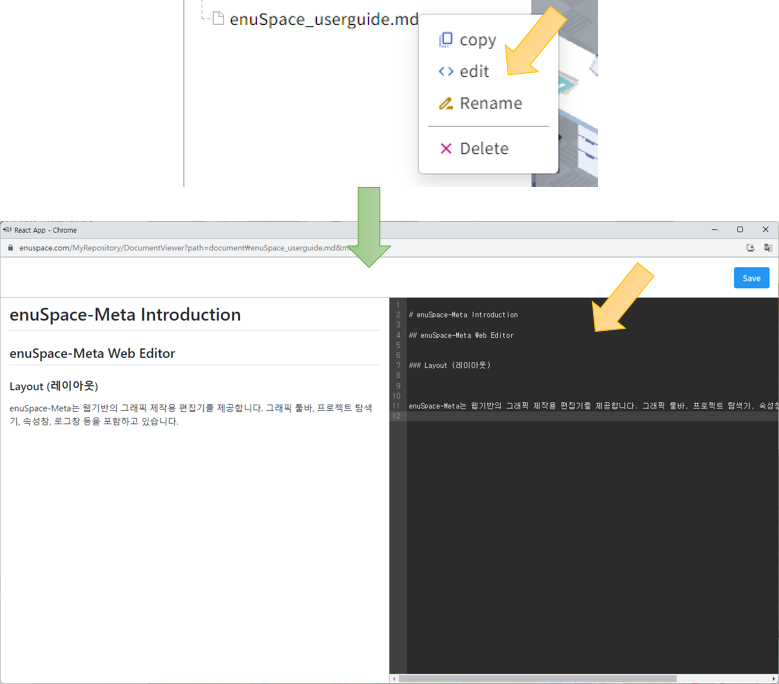 enuSpace_userguide.md
copy
edit
Rename
Delete
React App - Chrome
enuspace.com/MyRepository/DocumentViewer?path=document#enuSpace_userguide.md&m
Save
enuSpace-Meta Introduction
enuSpace-Meta Web Editor
Layout (레이아웃)
enuSpace-Meta는 웹기반의 그래픽 제작용 편집기를 제공합니다. 그래픽 툴바, 프로젝트 탐색
기, 속성창, 로그창 등을 포함하고 있습니다.
1
2 # enuSpace-Meta Introduction
3
4 ## enuSpace-Meta Web Editor
5
6
7 ### Layout (레이아웃)
8
9
10
11 enuSpace-Meta는 웹기반의 그래픽 제작용 편집기를 제공합니다. 그래픽 툴바, 프로젝트 탐색기, 속성창
12